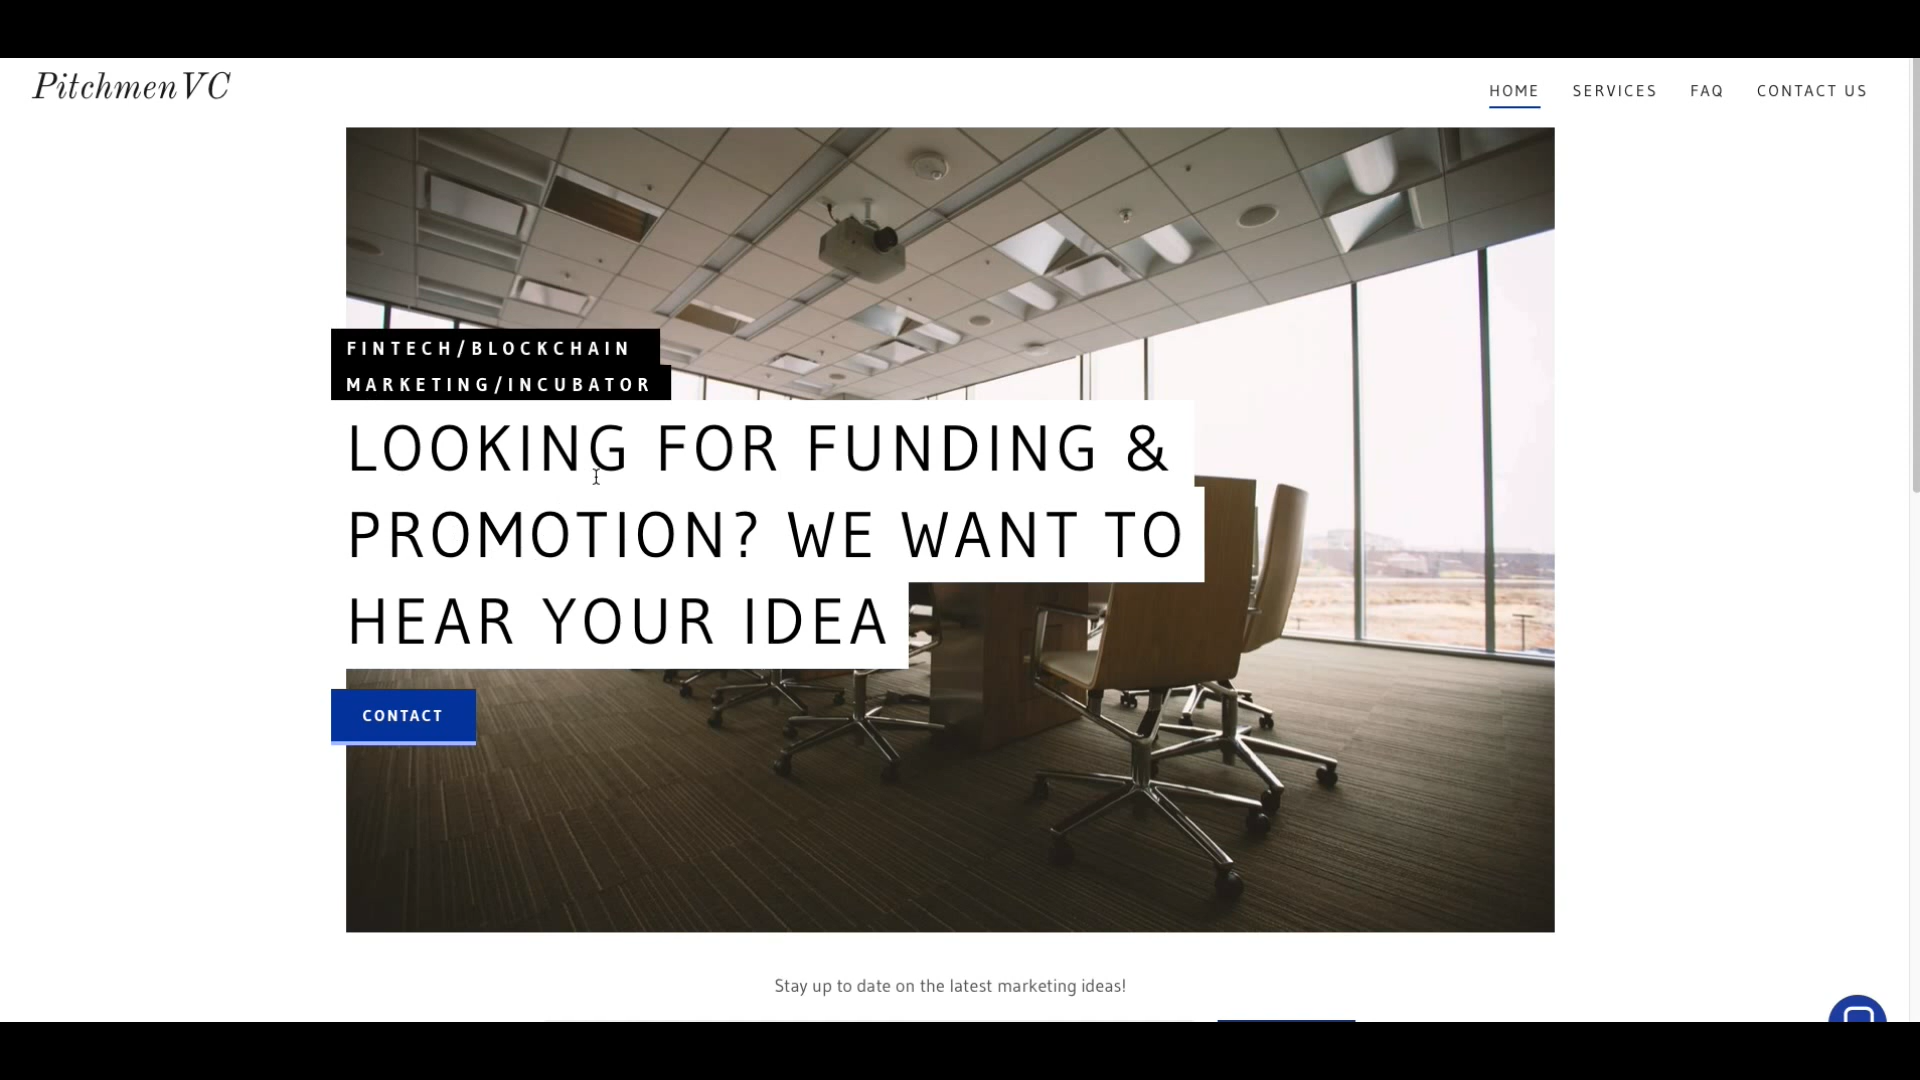 PitchmenVC
HOME SERVICES FAQ CONTACT US
FINTECH/BLOCKCHAIN
MARKETING/INCUBATOR
LOOKING FOR FUNDING &
PROMOTION? WE WANT TO
HEAR YOUR IDEA
CONTACT
Stay up to date on the latest marketing ideas!